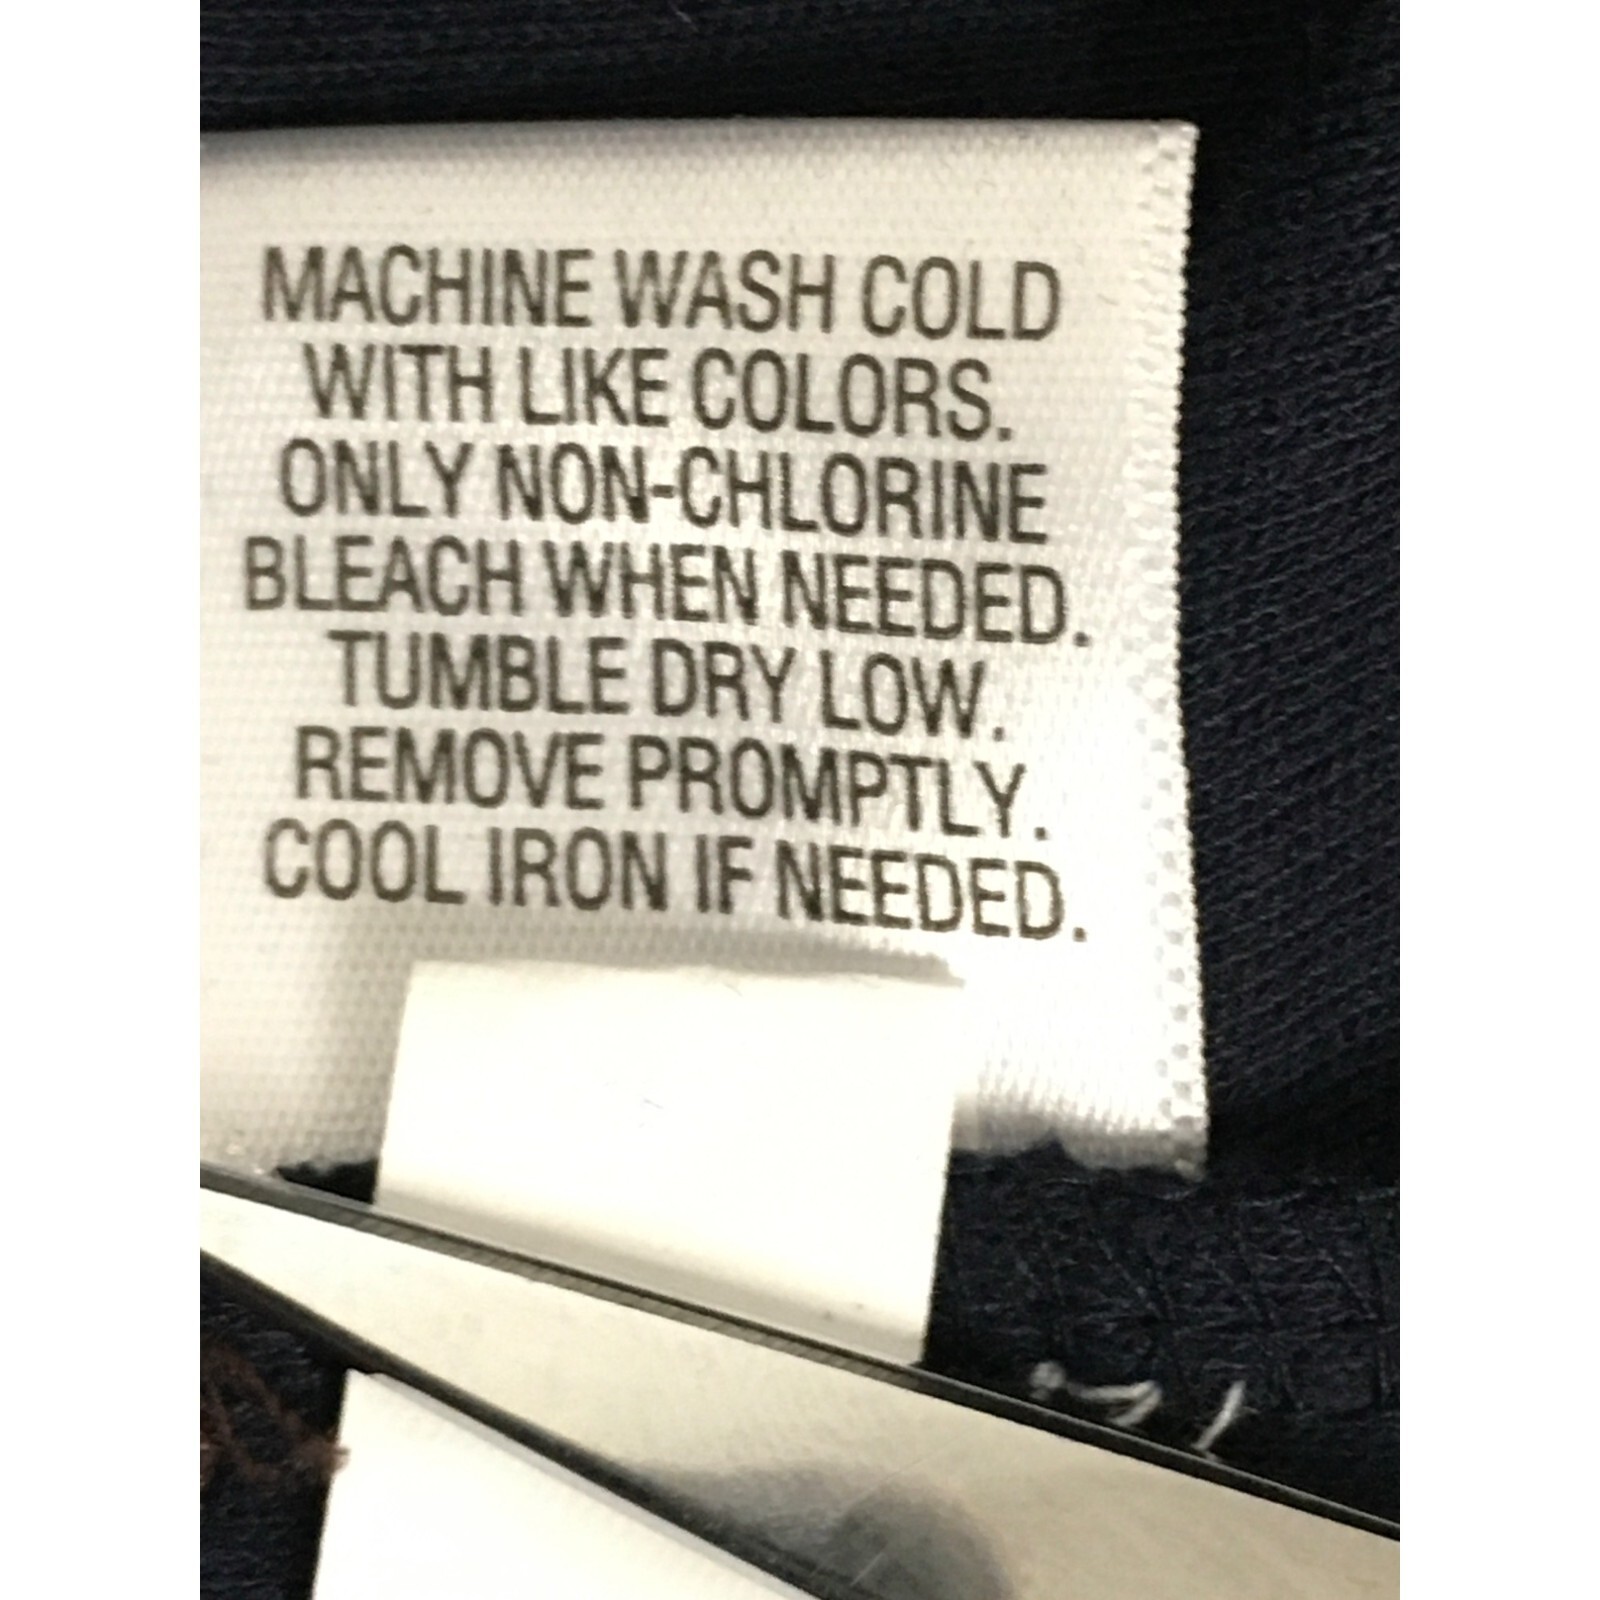 MACHINE WASH COLD
WITH LIKE COLORS.
ONLY NON-CHLORINE
BLEACH WHEN NEEDED.
TUMBLE DRY LOW.
REMOVE PROMPTLY.
COOL IRON IF NEEDED.